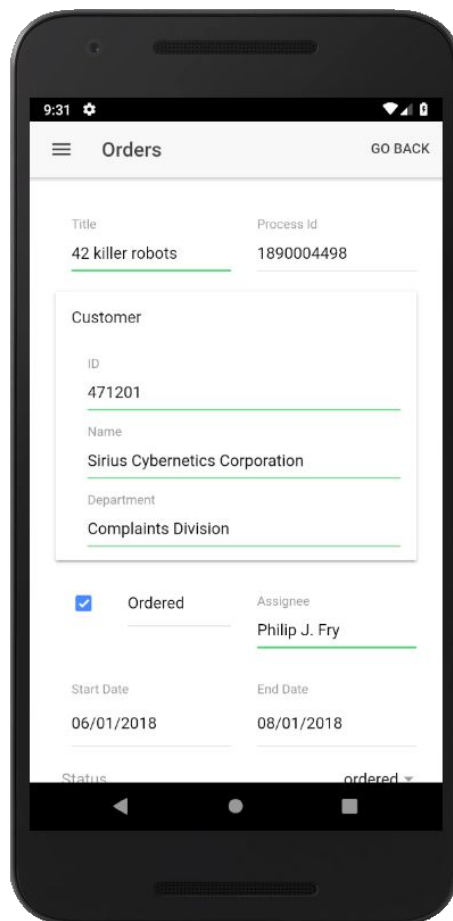 9:31
Orders GO BACK
Title Process Id
42 killer robots 1890004498
Customer
ID
471201
Name
Sirius Cybernetics Corporation
Department
Complaints Division
Ordered Assignee
Philip J. Fry
Start Date End Date
06/01/2018 08/01/2018
Status ordered